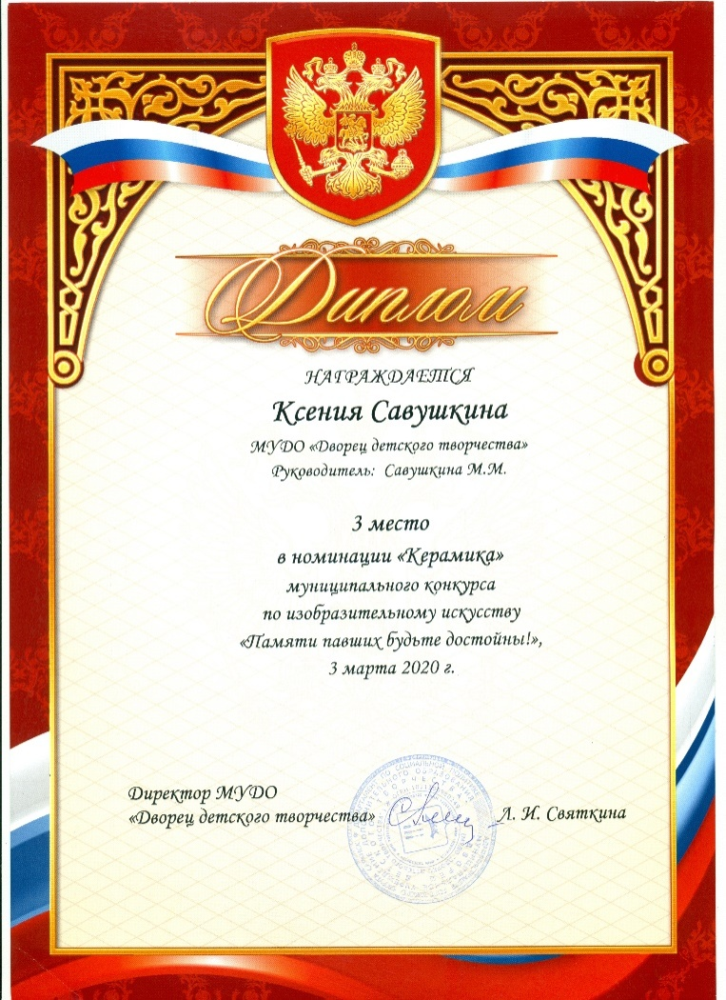 Диплом
НАГРАЖДАЕТСЯ
Ксения Савушкина
МУДО «Дворец детского творчества»
Руководитель: Савушкина М.М.
3 место
в номинации «Керамика»
муниципального конкурса
по изобразительному искусству
«Памяти павших будьте достойны!»,
3 марта 2020 г.
Директор МУДО
«Дворец детского творчества»
Л. И. Святкина